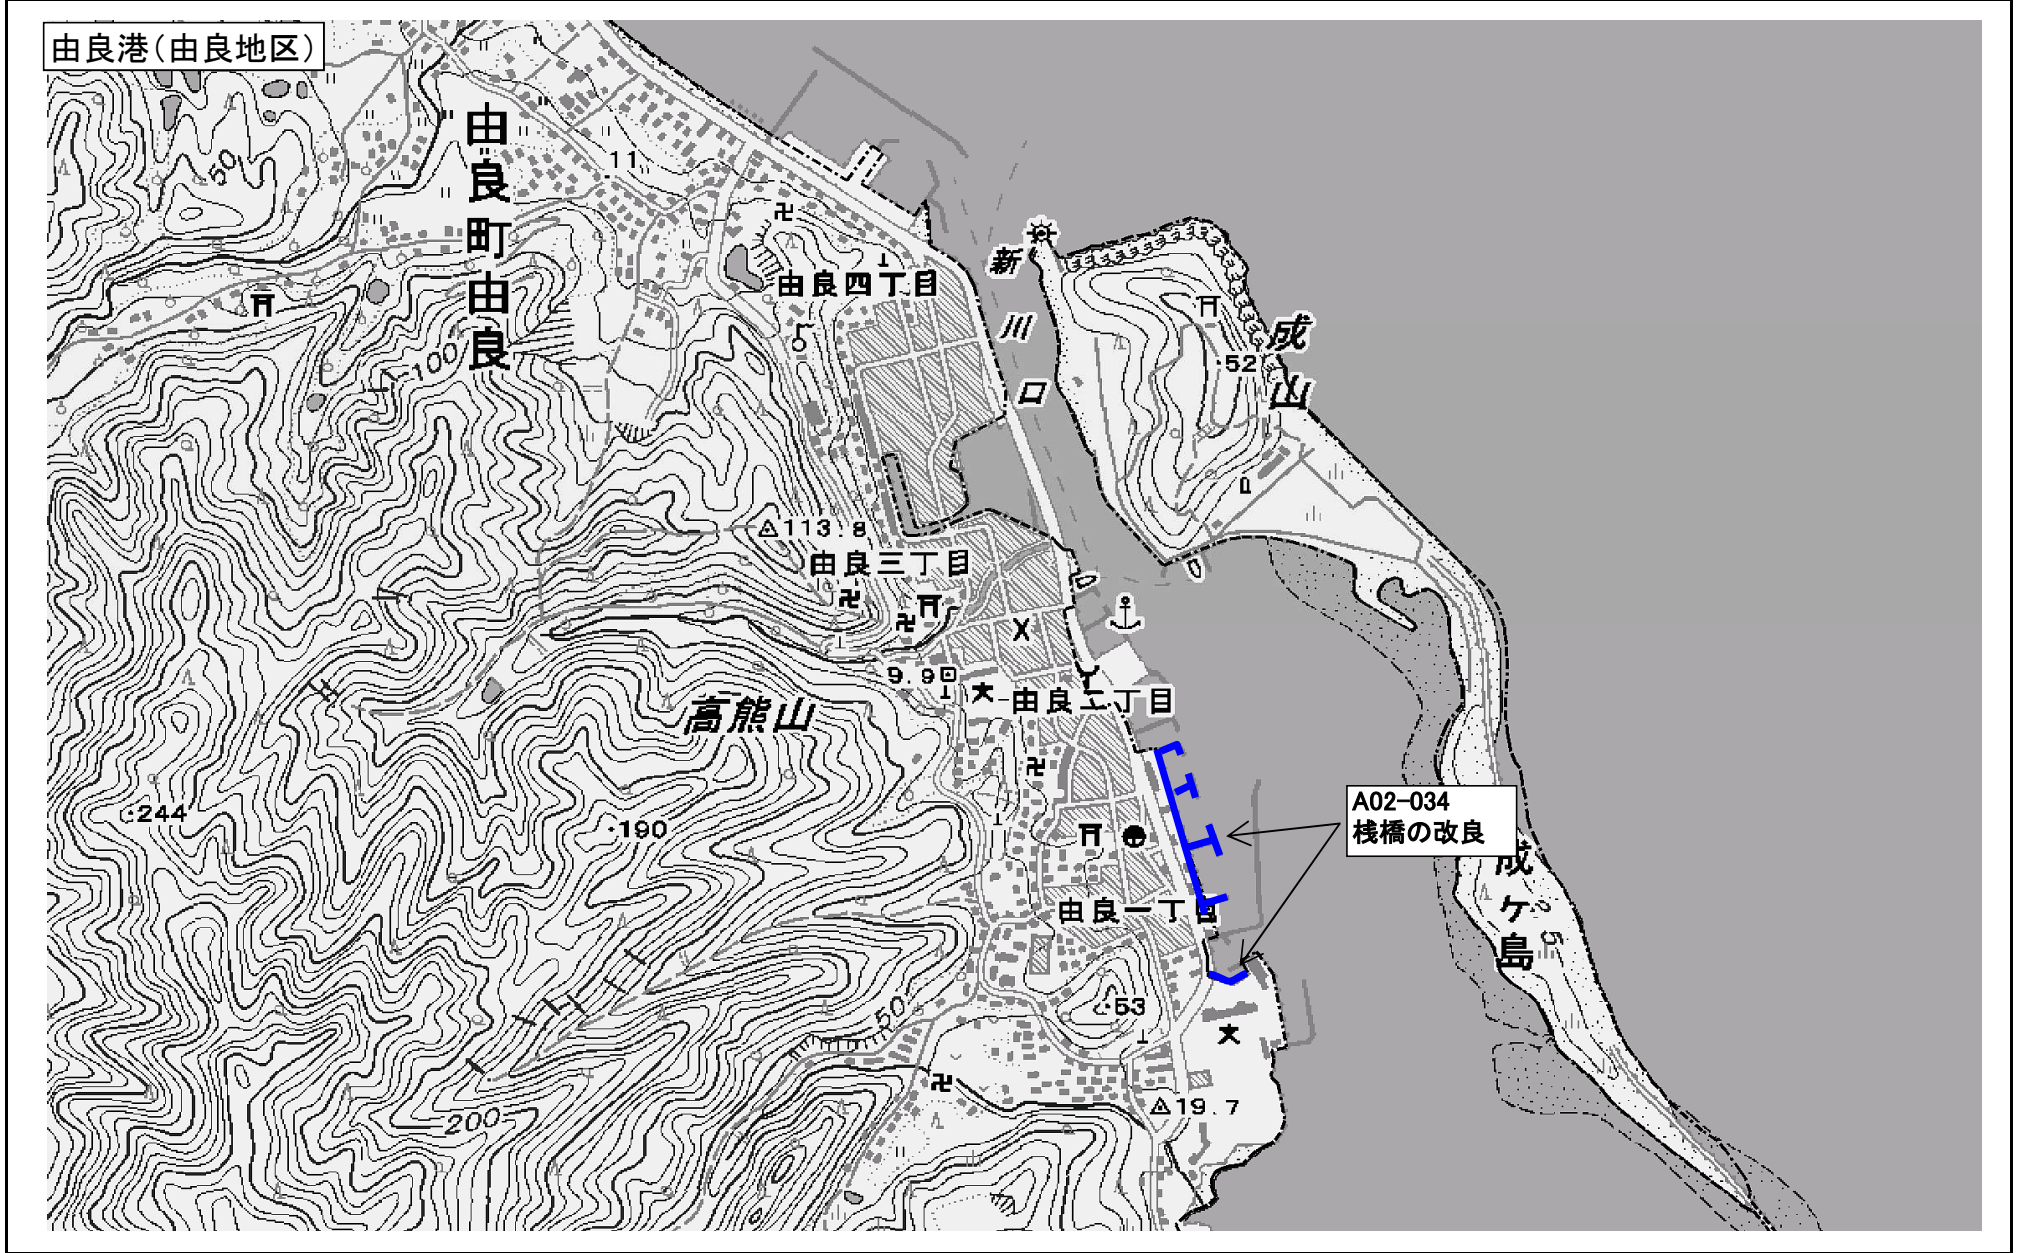 由良港（由良地区）
50
由良町由良
11
由良四丁目
新川口
成山
52
100
113.8
由良三丁目
9.9
由良二丁目
高熊山
244
190
A02-034
桟橋の改良
成ヶ島
2.5
由良一丁目
53
50
200
19.7